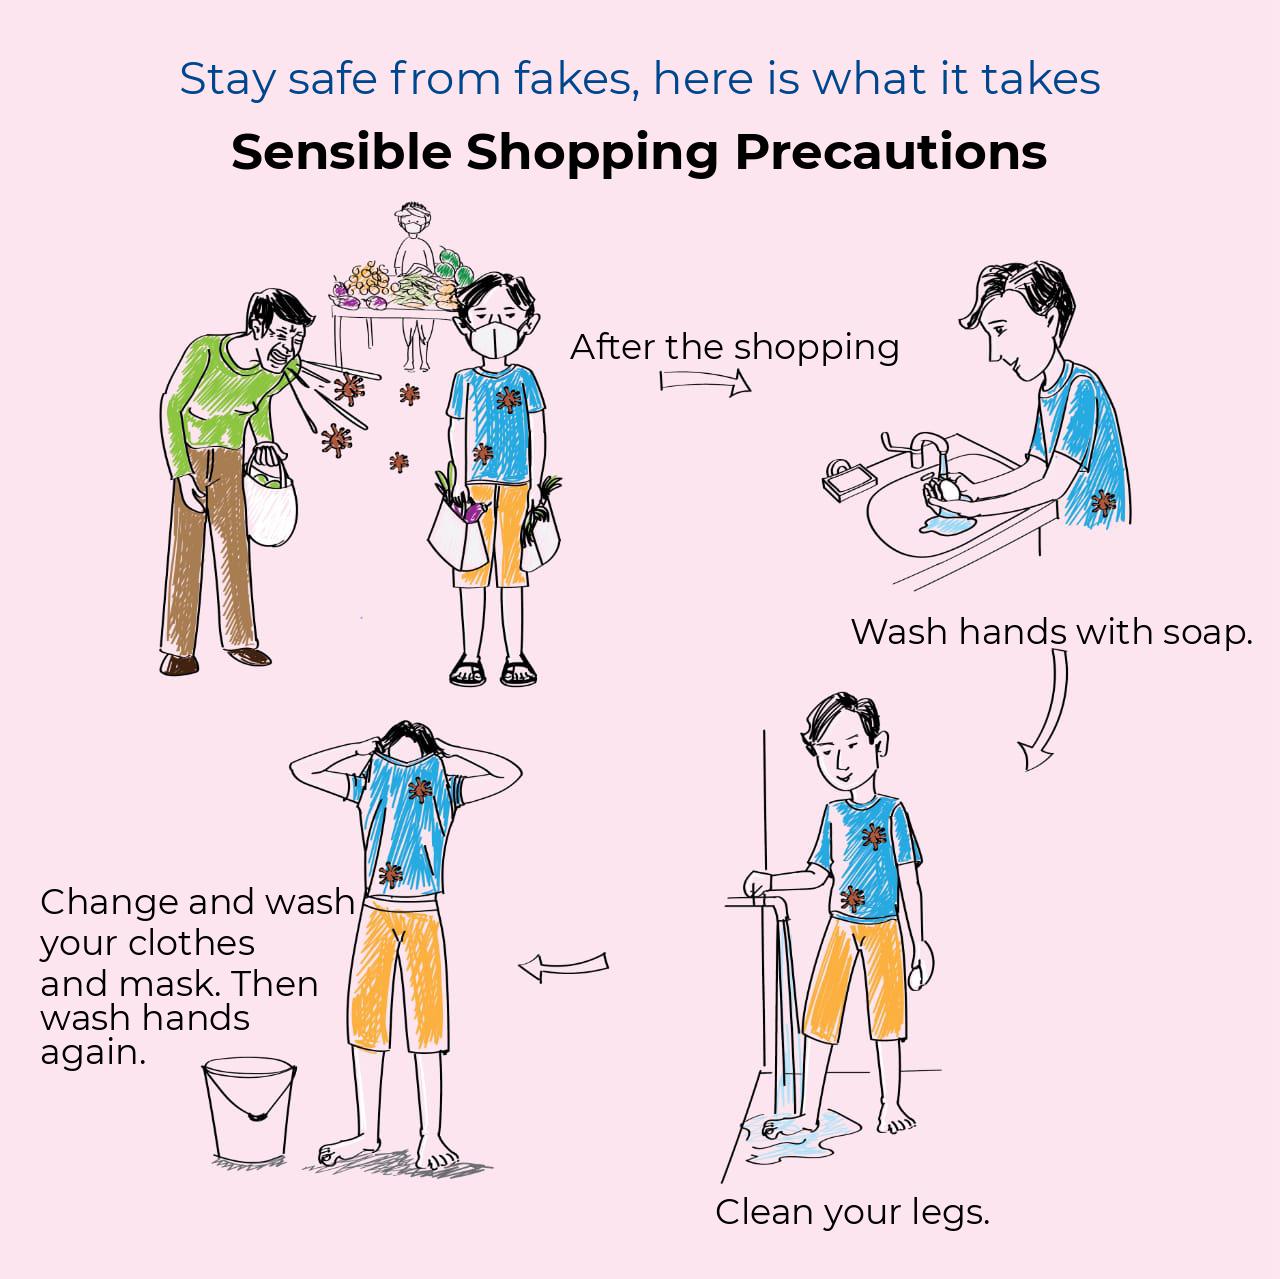 Stay safe from fakes, here is what it takes
Sensible Shopping Precautions
After the shopping
Wash hands with soap.
Clean your legs.
Change and wash
your clothes
and mask. Then
wash hands
again.